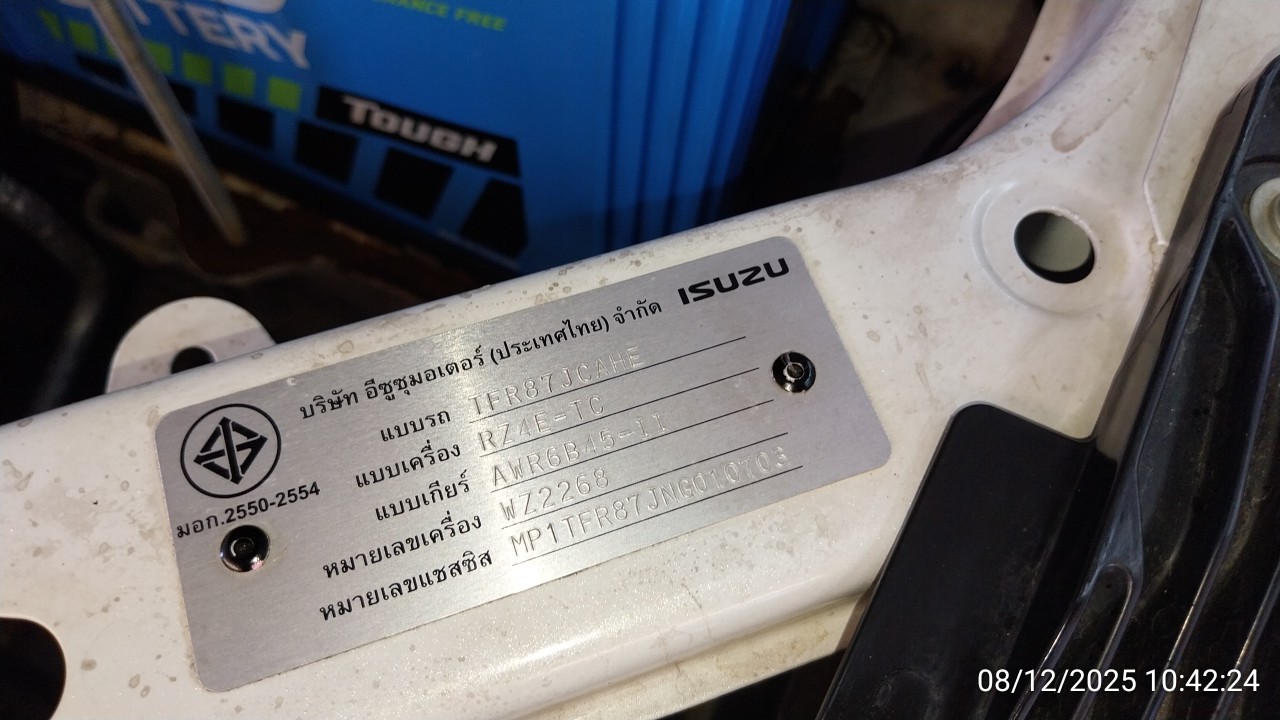 BATTERY
TOUGH
ISUZU
บริษัท อีซูซุมอเตอร์ (ประเทศไทย) จำกัด
แบบรถ TFR87JCAHE
แบบเครื่อง RZ4E-TC
แบบเกียร์ AWR6B45-II
หมายเลขเครื่อง WZ2268
หมายเลขแชสซิส MP1TFR87JNG010703
มอก.2550-2554
08/12/2025 10:42:24